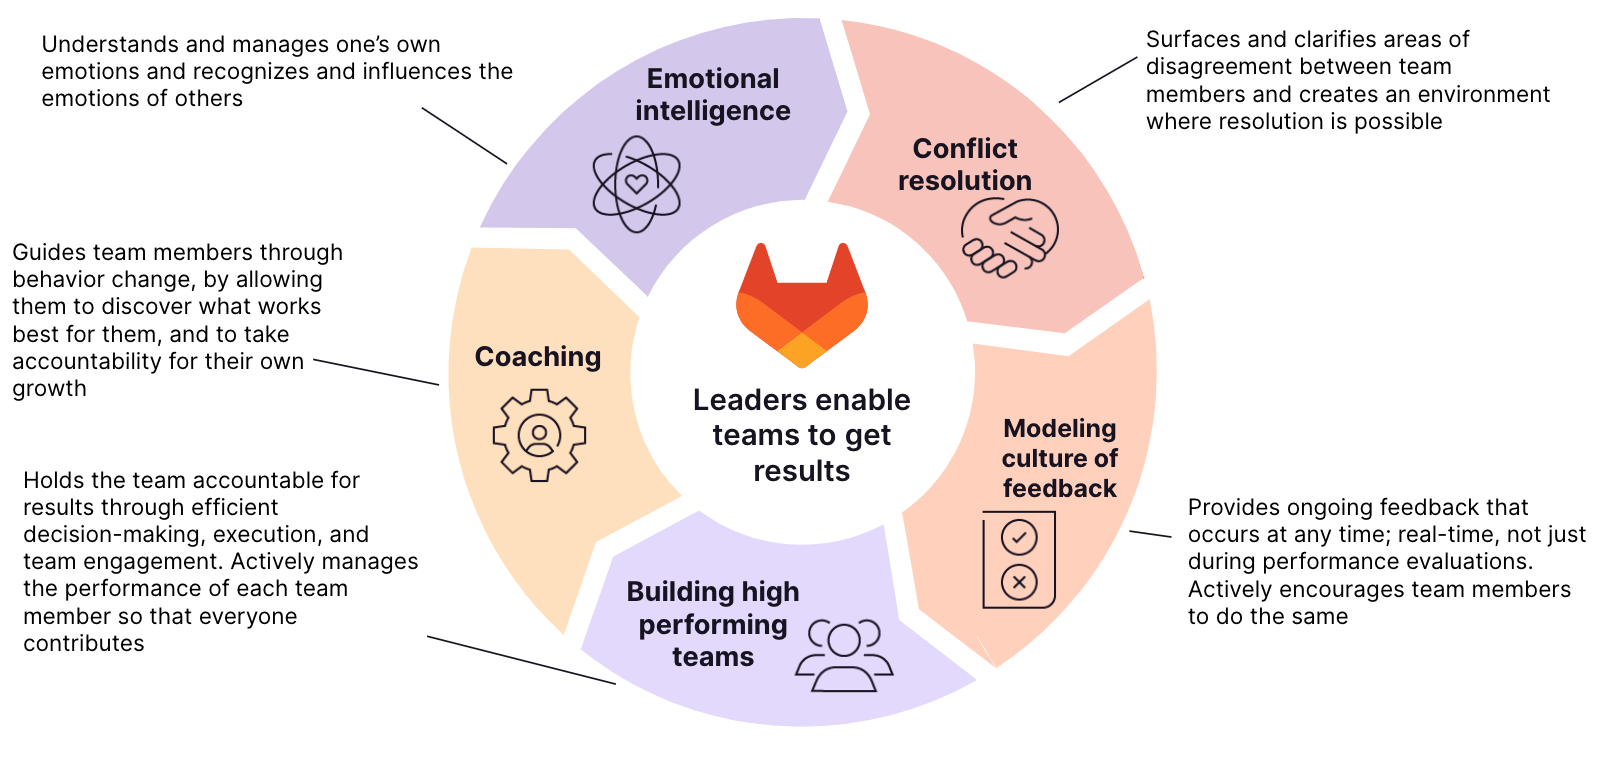 Understands and manages one’s own
emotions and recognizes and influences the
emotions of others
Emotional
intelligence
Surfaces and clarifies areas of
disagreement between team
members and creates an environment
where resolution is possible
Conflict
resolution
Guides team members through
behavior change, by allowing
them to discover what works
best for them, and to take
accountability for their own
growth
Coaching
Leaders enable
teams to get
results
Modeling
culture of
feedback
Provides ongoing feedback that
occurs at any time; real-time, not just
during performance evaluations.
Actively encourages team members
to do the same
Holds the team accountable for
results through efficient
decision-making, execution, and
team engagement. Actively manages
the performance of each team
member so that everyone
contributes
Building high
performing
teams